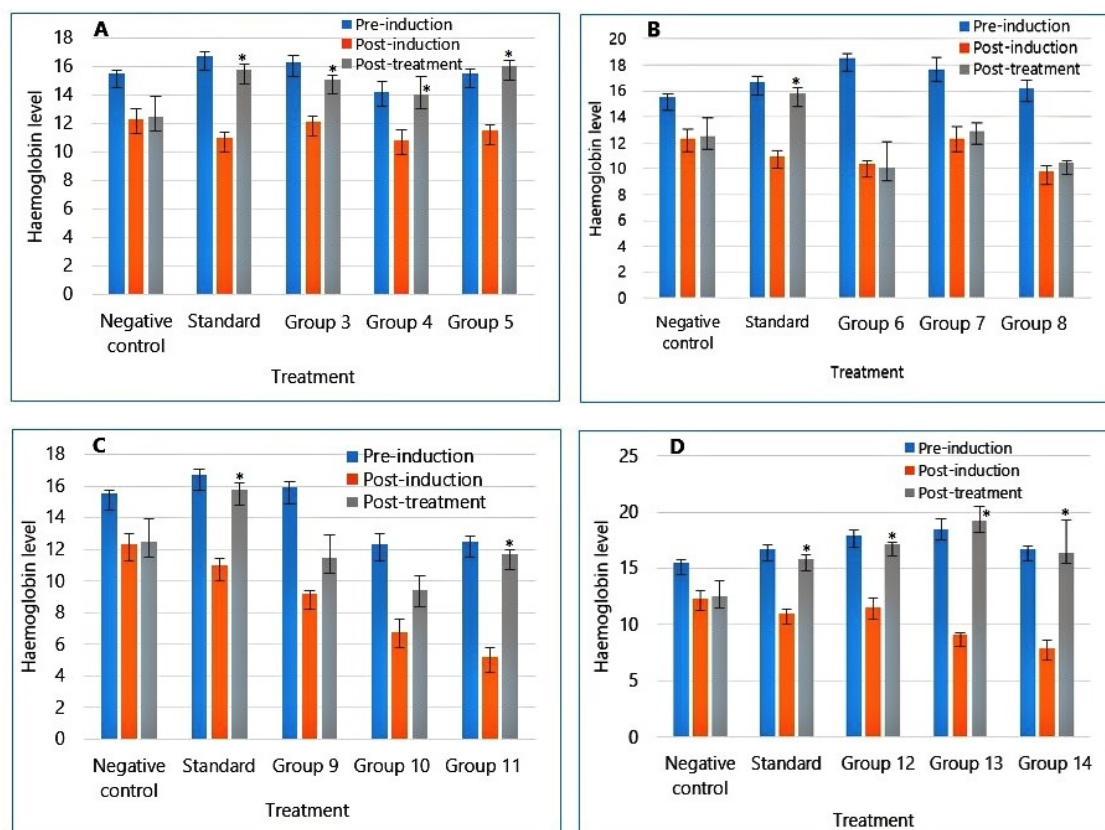 A
Pre-induction
Post-induction
Post-treatment
18
16
14
12
10
8
6
4
2
0
Haemoglobin level
*
*
*
*
Negative control
Standard
Group 3
Group 4
Group 5
Treatment
B
Pre-induction
Post-induction
Post-treatment
20
18
16
14
12
10
8
6
4
2
0
Haemoglobin level
*
Negative control
Standard
Group 6
Group 7
Group 8
Treatment
C
Pre-induction
Post-induction
Post-treatment
18
16
14
12
10
8
6
4
2
0
Haemoglobin level
*
*
Negative control
Standard
Group 9
Group 10
Group 11
Treatment
D
Pre-induction
Post-induction
Post-treatment
25
20
15
10
5
0
Haemoglobin level
*
*
*
*
Negative control
Standard
Group 12
Group 13
Group 14
Treatment